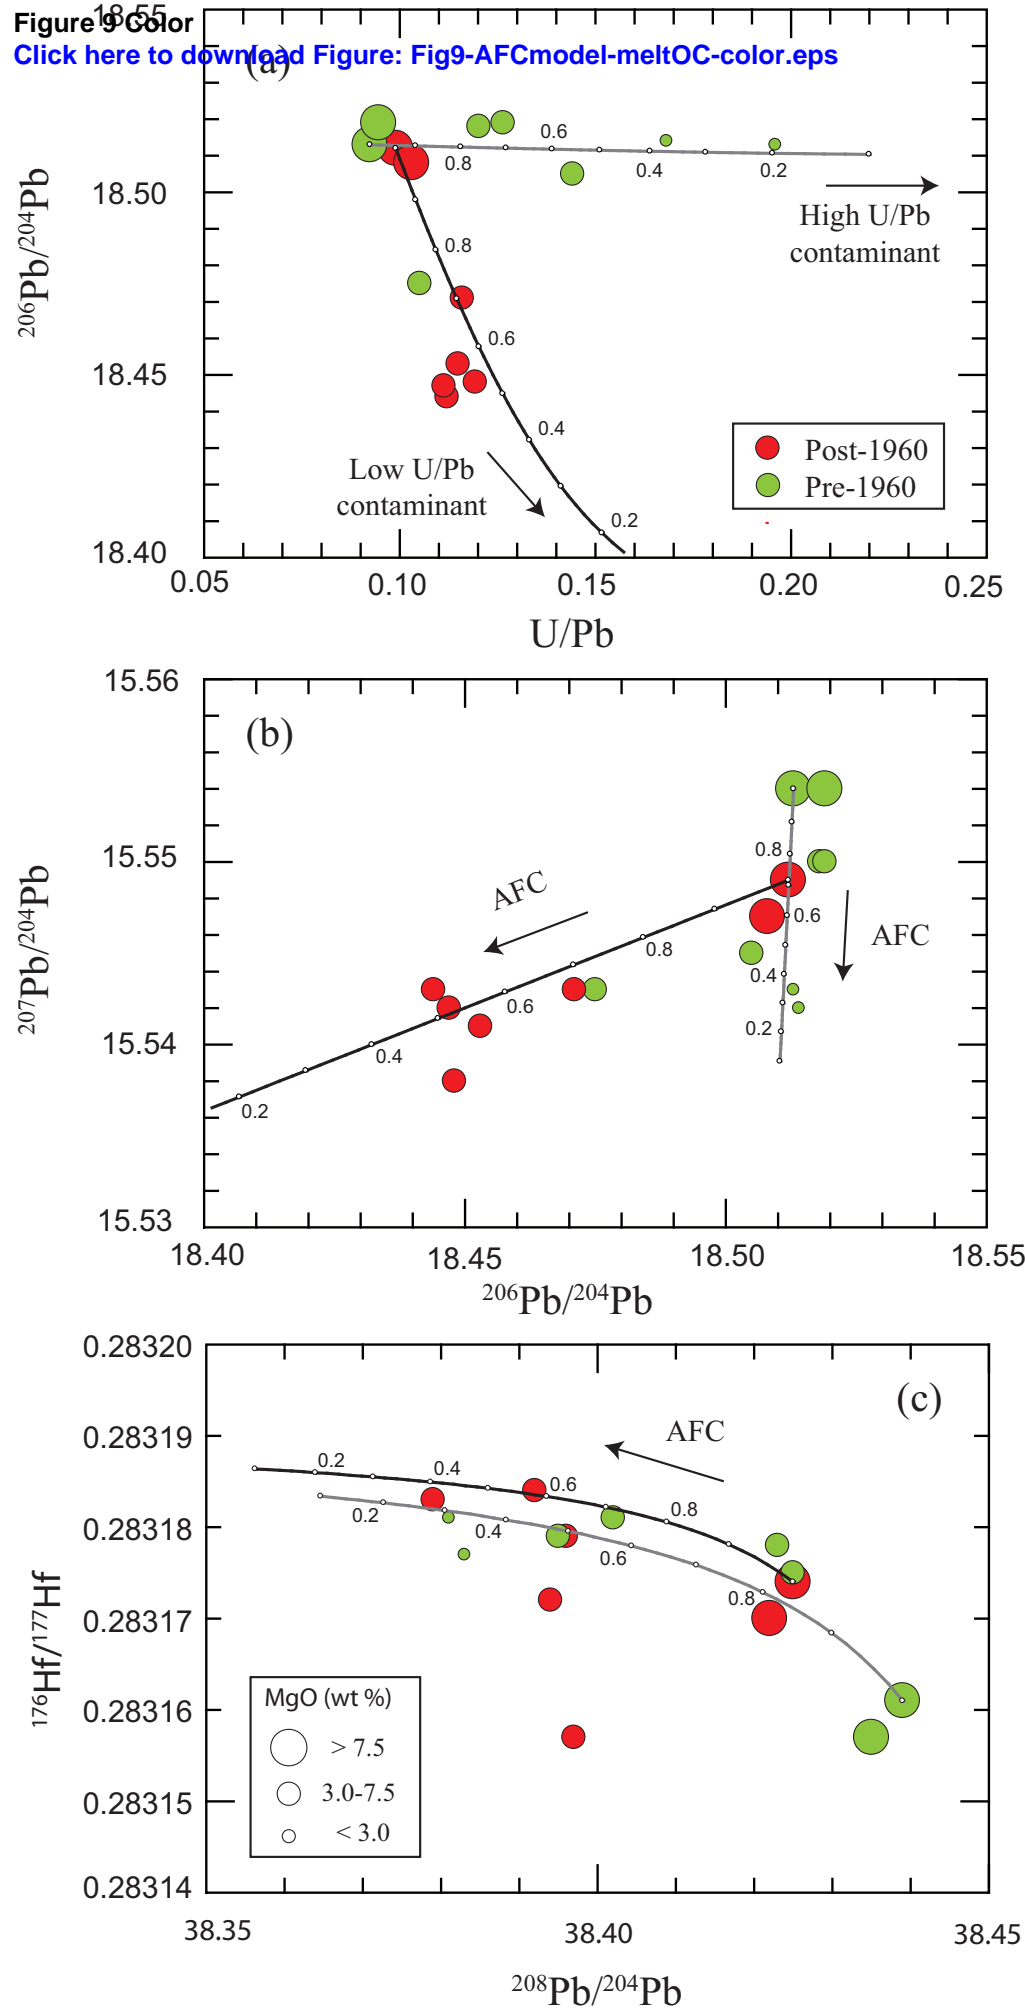 Figure 9 Color
Click here to download Figure: Fig9-AFCmodel-meltOC-color.eps
18.55
(a)
0.6
0.8
0.4
0.2
18.50
High U/Pb
contaminant
²⁰⁶Pb/²⁰⁴Pb
0.8
0.6
18.45
0.4
Post-1960
Pre-1960
Low U/Pb
contaminant
0.2
18.40
0.05
0.10
0.15
0.20
0.25
U/Pb
15.56
(b)
0.8
15.55
AFC
0.6
0.8
AFC
²⁰⁷Pb/²⁰⁴Pb
0.4
0.6
0.2
15.54
0.4
0.2
15.53
18.40
18.45
18.50
18.55
²⁰⁶Pb/²⁰⁴Pb
0.28320
(c)
0.28319
AFC
0.2
0.4
0.6
0.8
0.2
0.4
0.28318
0.6
0.8
0.28317
¹⁷⁶Hf/¹⁷⁷Hf
MgO (wt %)
> 7.5
3.0-7.5
< 3.0
0.28316
0.28315
0.28314
38.35
38.40
38.45
²⁰⁸Pb/²⁰⁴Pb